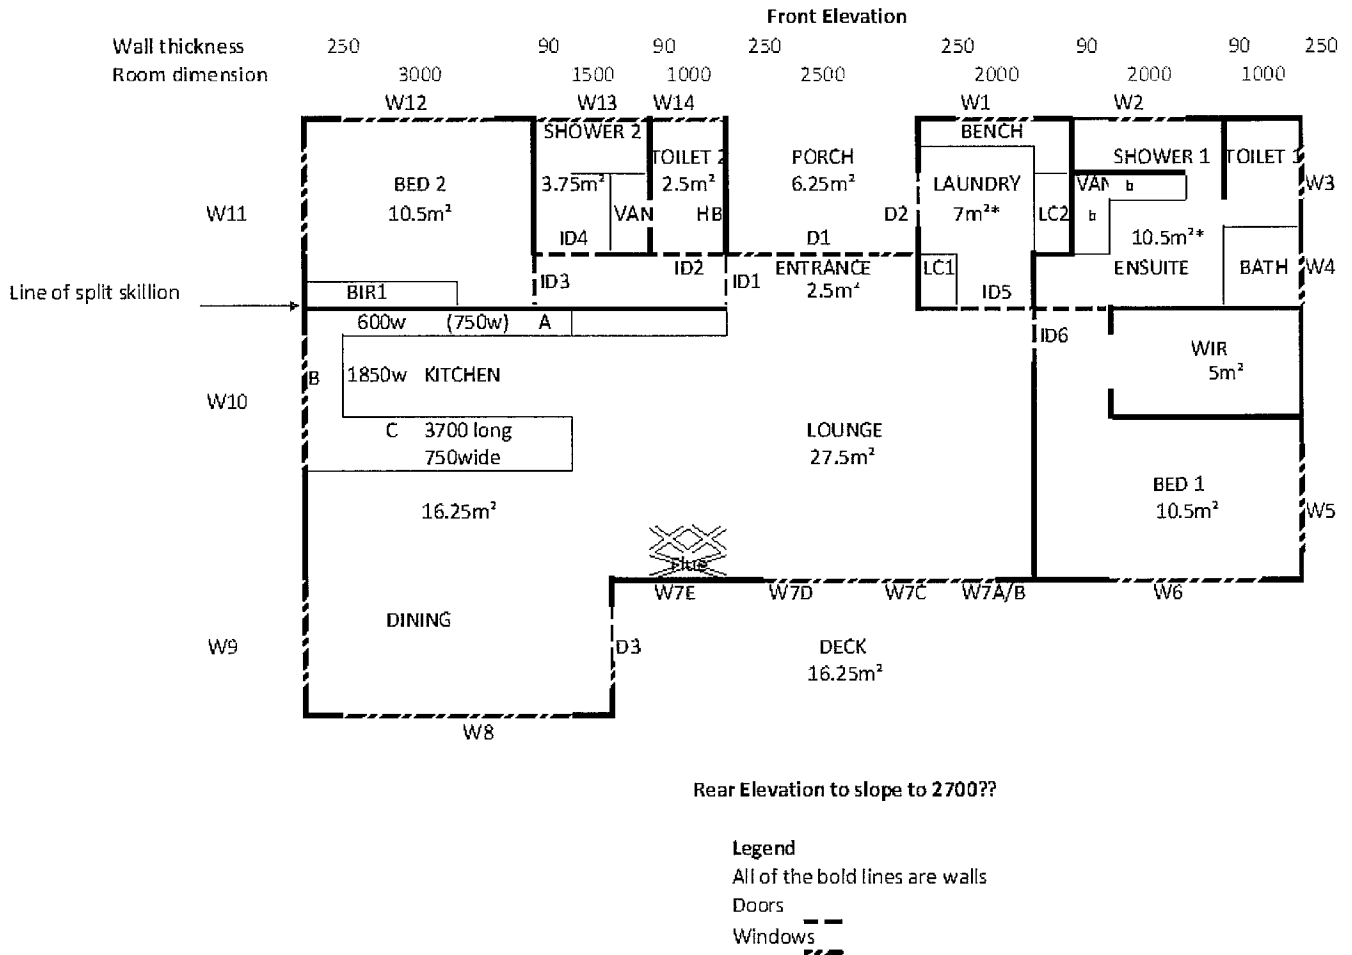 Front Elevation
Wall thickness 250 90 90 250 250 90 90 250
Room dimension 3000 1500 1000 2500 2000 2000 1000
W12 W13 W14 W1 W2
SHOWER 2 BENCH
TOILET 2 PORCH SHOWER 1 TOILET 1
BED 2 3.75m² 2.5m² 6.25m² LAUNDRY VAN b W3
W11 10.5m² VAN HB D2 7m²* LC2 b
ID4 D1 10.5m²*
ID2 ENTRANCE LC1 ENSUITE BATH W4
ID3 ID1 2.5m²
Line of split skillion BIR1 ID5
600w (750w) A
ID6
WIR
B 1850w KITCHEN 5m²
W10
C 3700 long LOUNGE
750wide 27.5m²
BED 1
16.25m² 10.5m² W5
Flue
W7E W7D W7C W7A/B W6
DINING
W9 D3 DECK
16.25m²
W8
Rear Elevation to slope to 2700??
Legend
All of the bold lines are walls
Doors
Windows